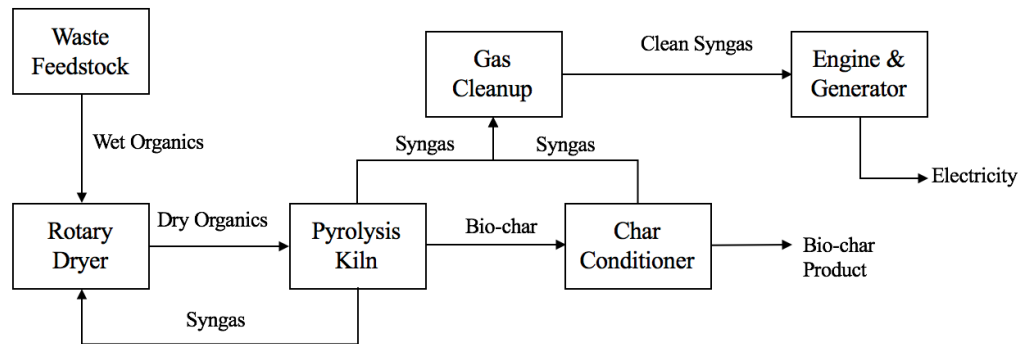 Waste
Feedstock
Gas
Cleanup
Clean Syngas
Engine &
Generator
Wet Organics
Syngas
Syngas
Electricity
Rotary
Dryer
Dry Organics
Pyrolysis
Kiln
Bio-char
Char
Conditioner
Bio-char
Product
Syngas